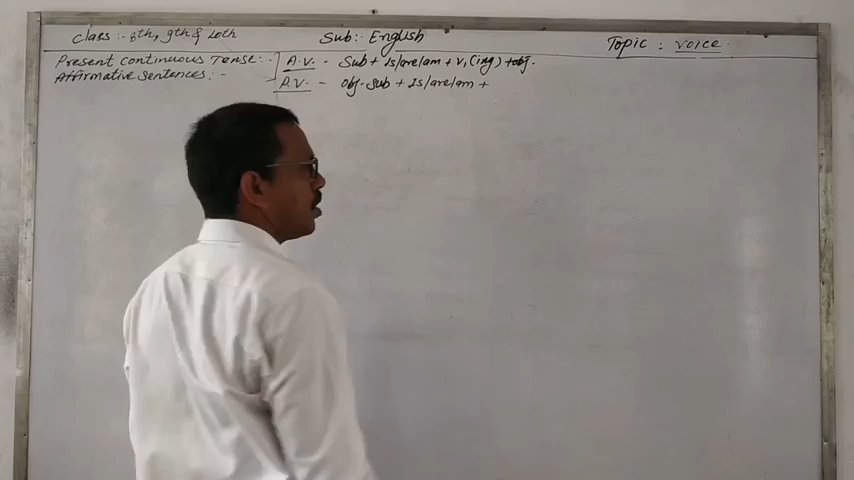 Class :- 8th, 9th & 10th Sub:- English Topic : Voice.
Present Continuous Tense :- A.V. - Sub + Is/are/am + V1 (ing) + obj.
Affirmative Sentences :- P.V. - obj. Sub + Is/are/am +